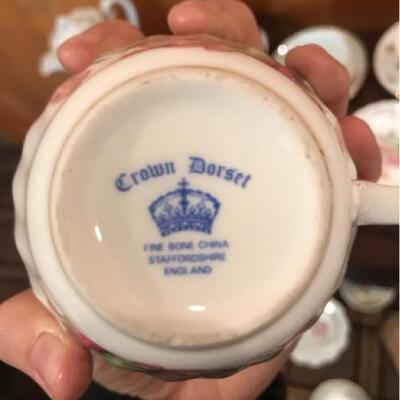 Crown Dorset
FINE BONE CHINA
STAFFORDSHIRE
ENGLAND